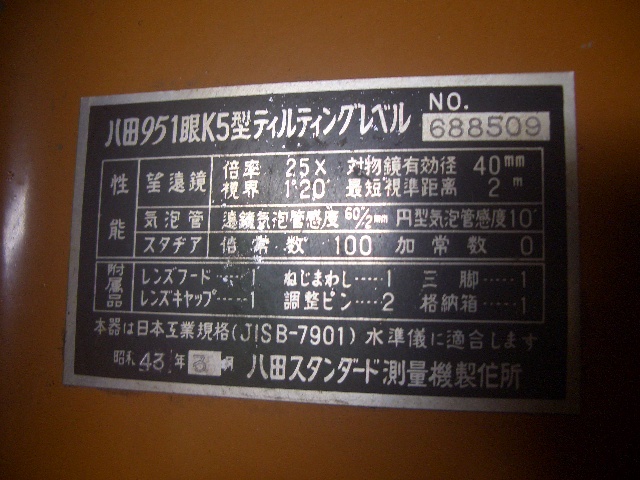 八田951眼K5型ティルティングレベル NO. 688509
性能 望遠鏡 倍率 25× 対物鏡有効径 40mm
視界 1°20′ 最短視準距離 2m
気泡管 遠鏡気泡管感度 60"/2mm 円型気泡管感度 10′
スタヂア 倍常数 100 加常数 0
附属品 レンズフード……1 ねじまわし……1 三脚……1
レンズキャップ……1 調整ピン……2 格納箱……1
本器は日本工業規格(JISB-7901)水準儀に適合します
昭和43年3月 八田スタンダード測量機製作所